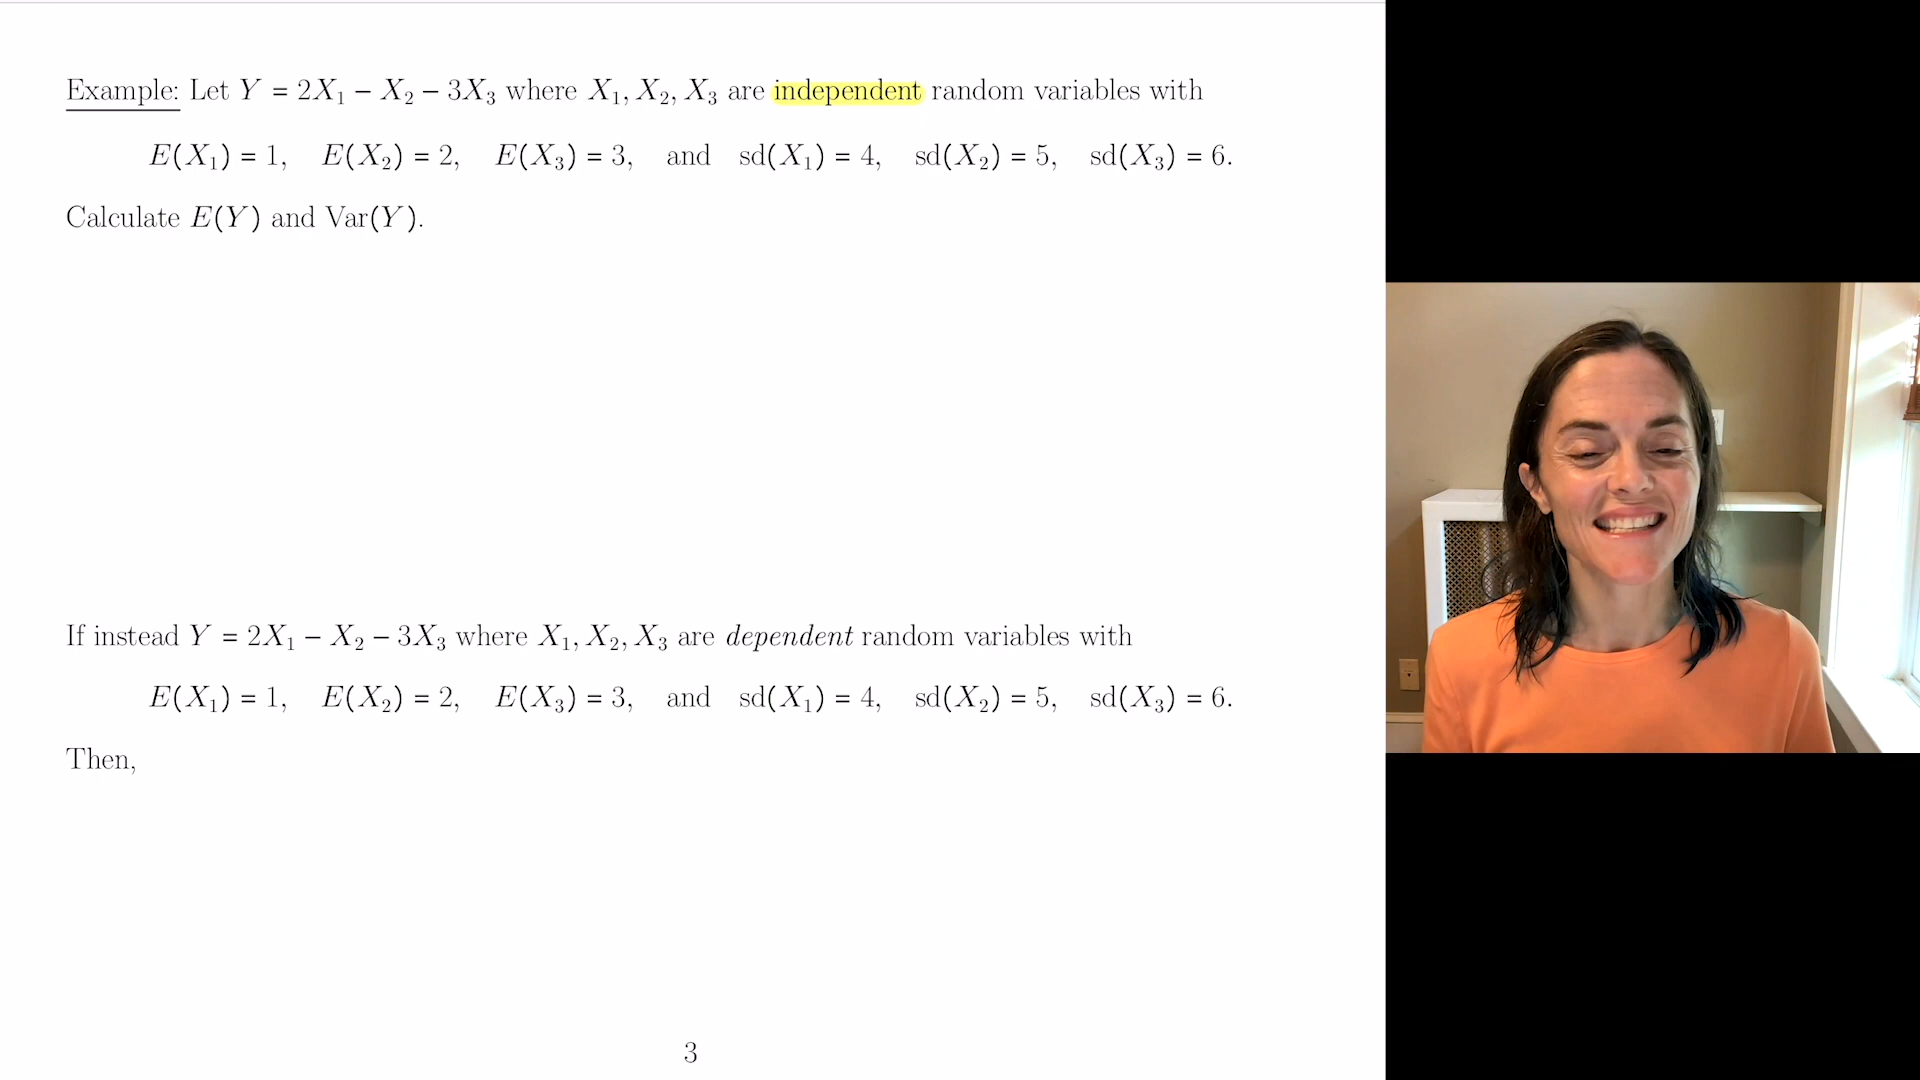 Example: Let Y = 2X₁ − X₂ − 3X₃ where X₁, X₂, X₃ are independent random variables with
E(X₁) = 1, E(X₂) = 2, E(X₃) = 3, and sd(X₁) = 4, sd(X₂) = 5, sd(X₃) = 6.
Calculate E(Y) and Var(Y).
If instead Y = 2X₁ − X₂ − 3X₃ where X₁, X₂, X₃ are dependent random variables with
E(X₁) = 1, E(X₂) = 2, E(X₃) = 3, and sd(X₁) = 4, sd(X₂) = 5, sd(X₃) = 6.
Then,
3